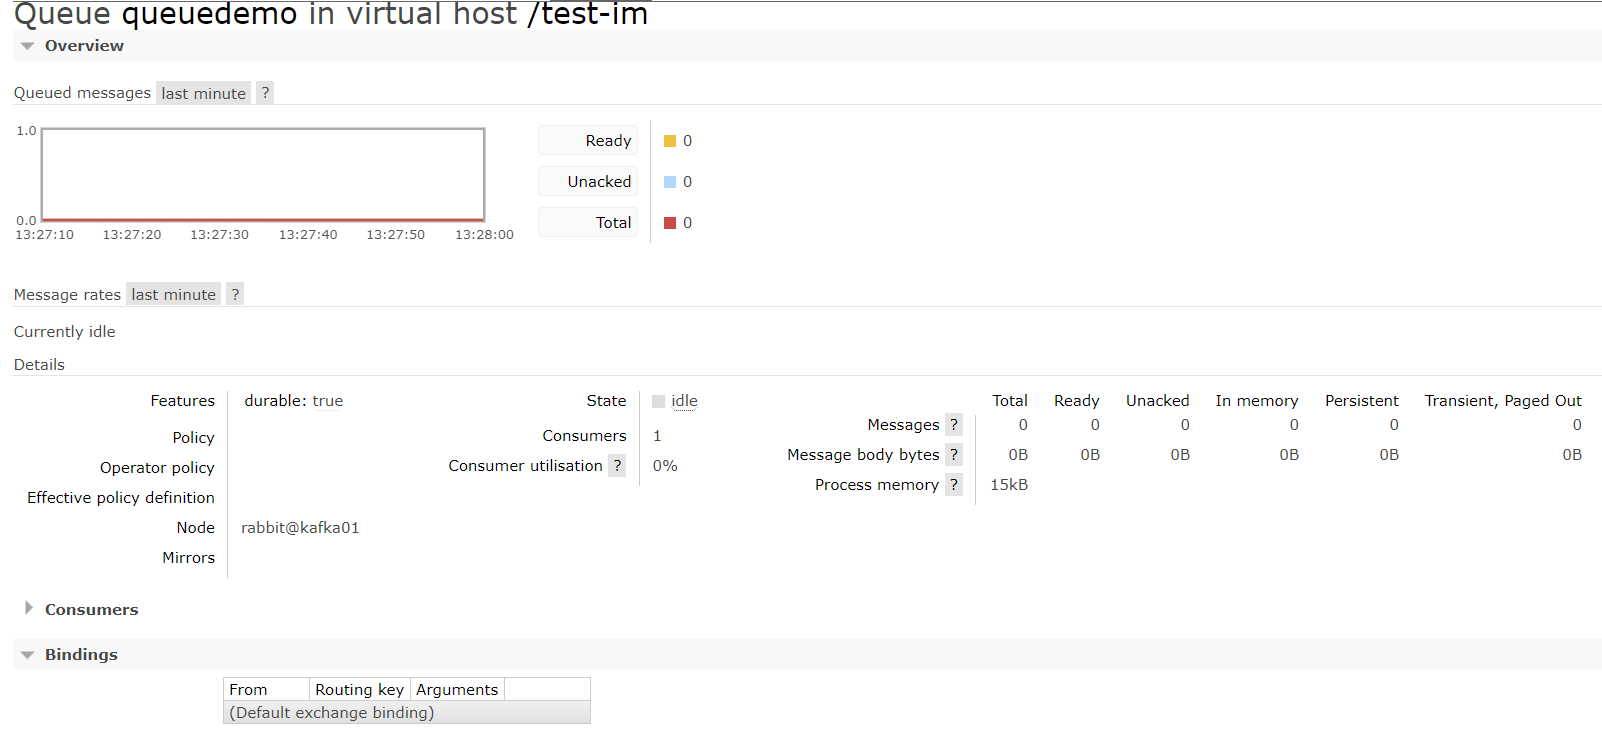 Queue queuedemo in virtual host /test-im
Overview
Queued messages last minute ?
1.0
0.0
13:27:10 13:27:20 13:27:30 13:27:40 13:27:50 13:28:00
Ready 0
Unacked 0
Total 0
Message rates last minute ?
Currently idle
Details
Features durable: true
Policy
Operator policy
Effective policy definition
Node rabbit@kafka01
Mirrors
State idle
Consumers 1
Consumer utilisation ? 0%
Total Ready Unacked In memory Persistent Transient, Paged Out
Messages ? 0 0 0 0 0 0
Message body bytes ? 0B 0B 0B 0B 0B 0B
Process memory ? 15kB
Consumers
Bindings
From Routing key Arguments
(Default exchange binding)